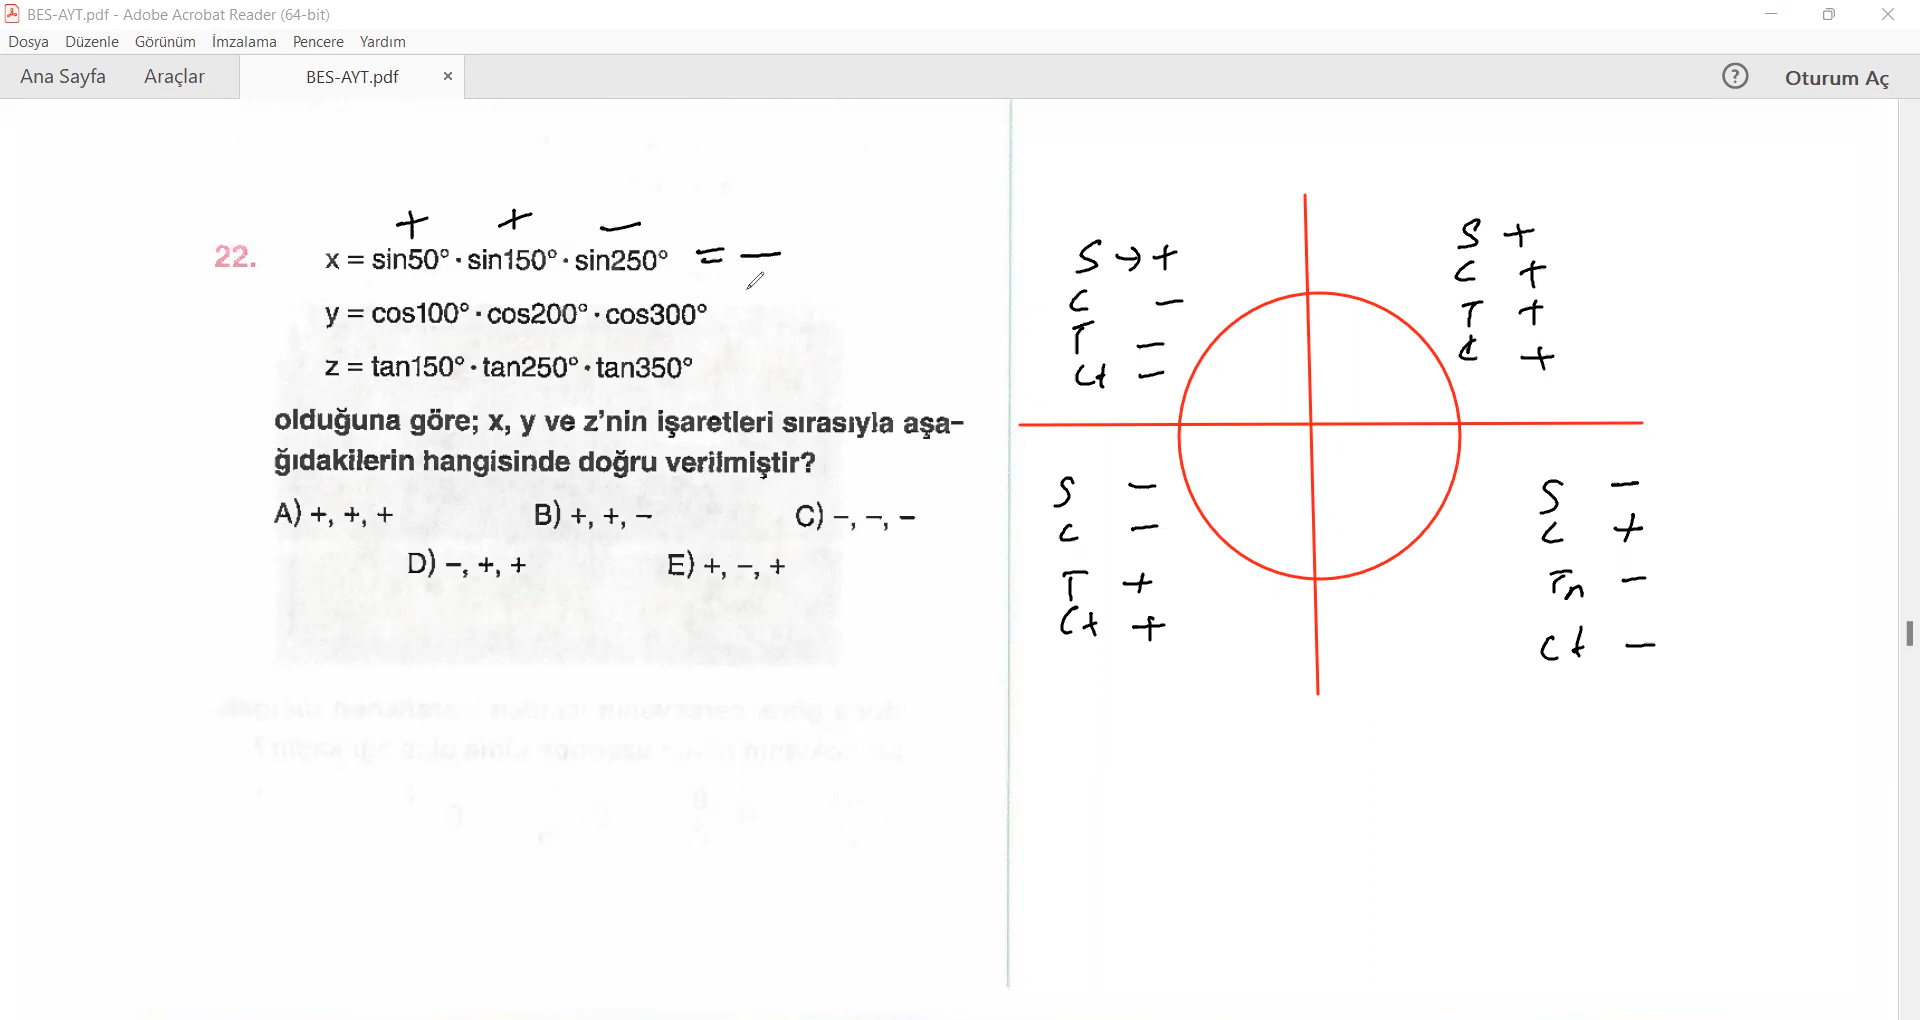 BES-AYT.pdf - Adobe Acrobat Reader (64-bit)
Dosya Düzenle Görünüm İmzalama Pencere Yardım
Ana Sayfa Araçlar BES-AYT.pdf × ? Oturum Aç
+ + −
22. x = sin50° · sin150° · sin250° = −
y = cos100° · cos200° · cos300°
z = tan150° · tan250° · tan350°
olduğuna göre; x, y ve z'nin işaretleri sırasıyla aşa-
ğıdakilerin hangisinde doğru verilmiştir?
A) +, +, + B) +, +, − C) −, −, −
D) −, +, + E) +, −, +
S → +
C −
T −
Ct −
S +
C +
T +
Ct +
S −
C −
T +
Ct +
S −
C +
Tn −
Ct −